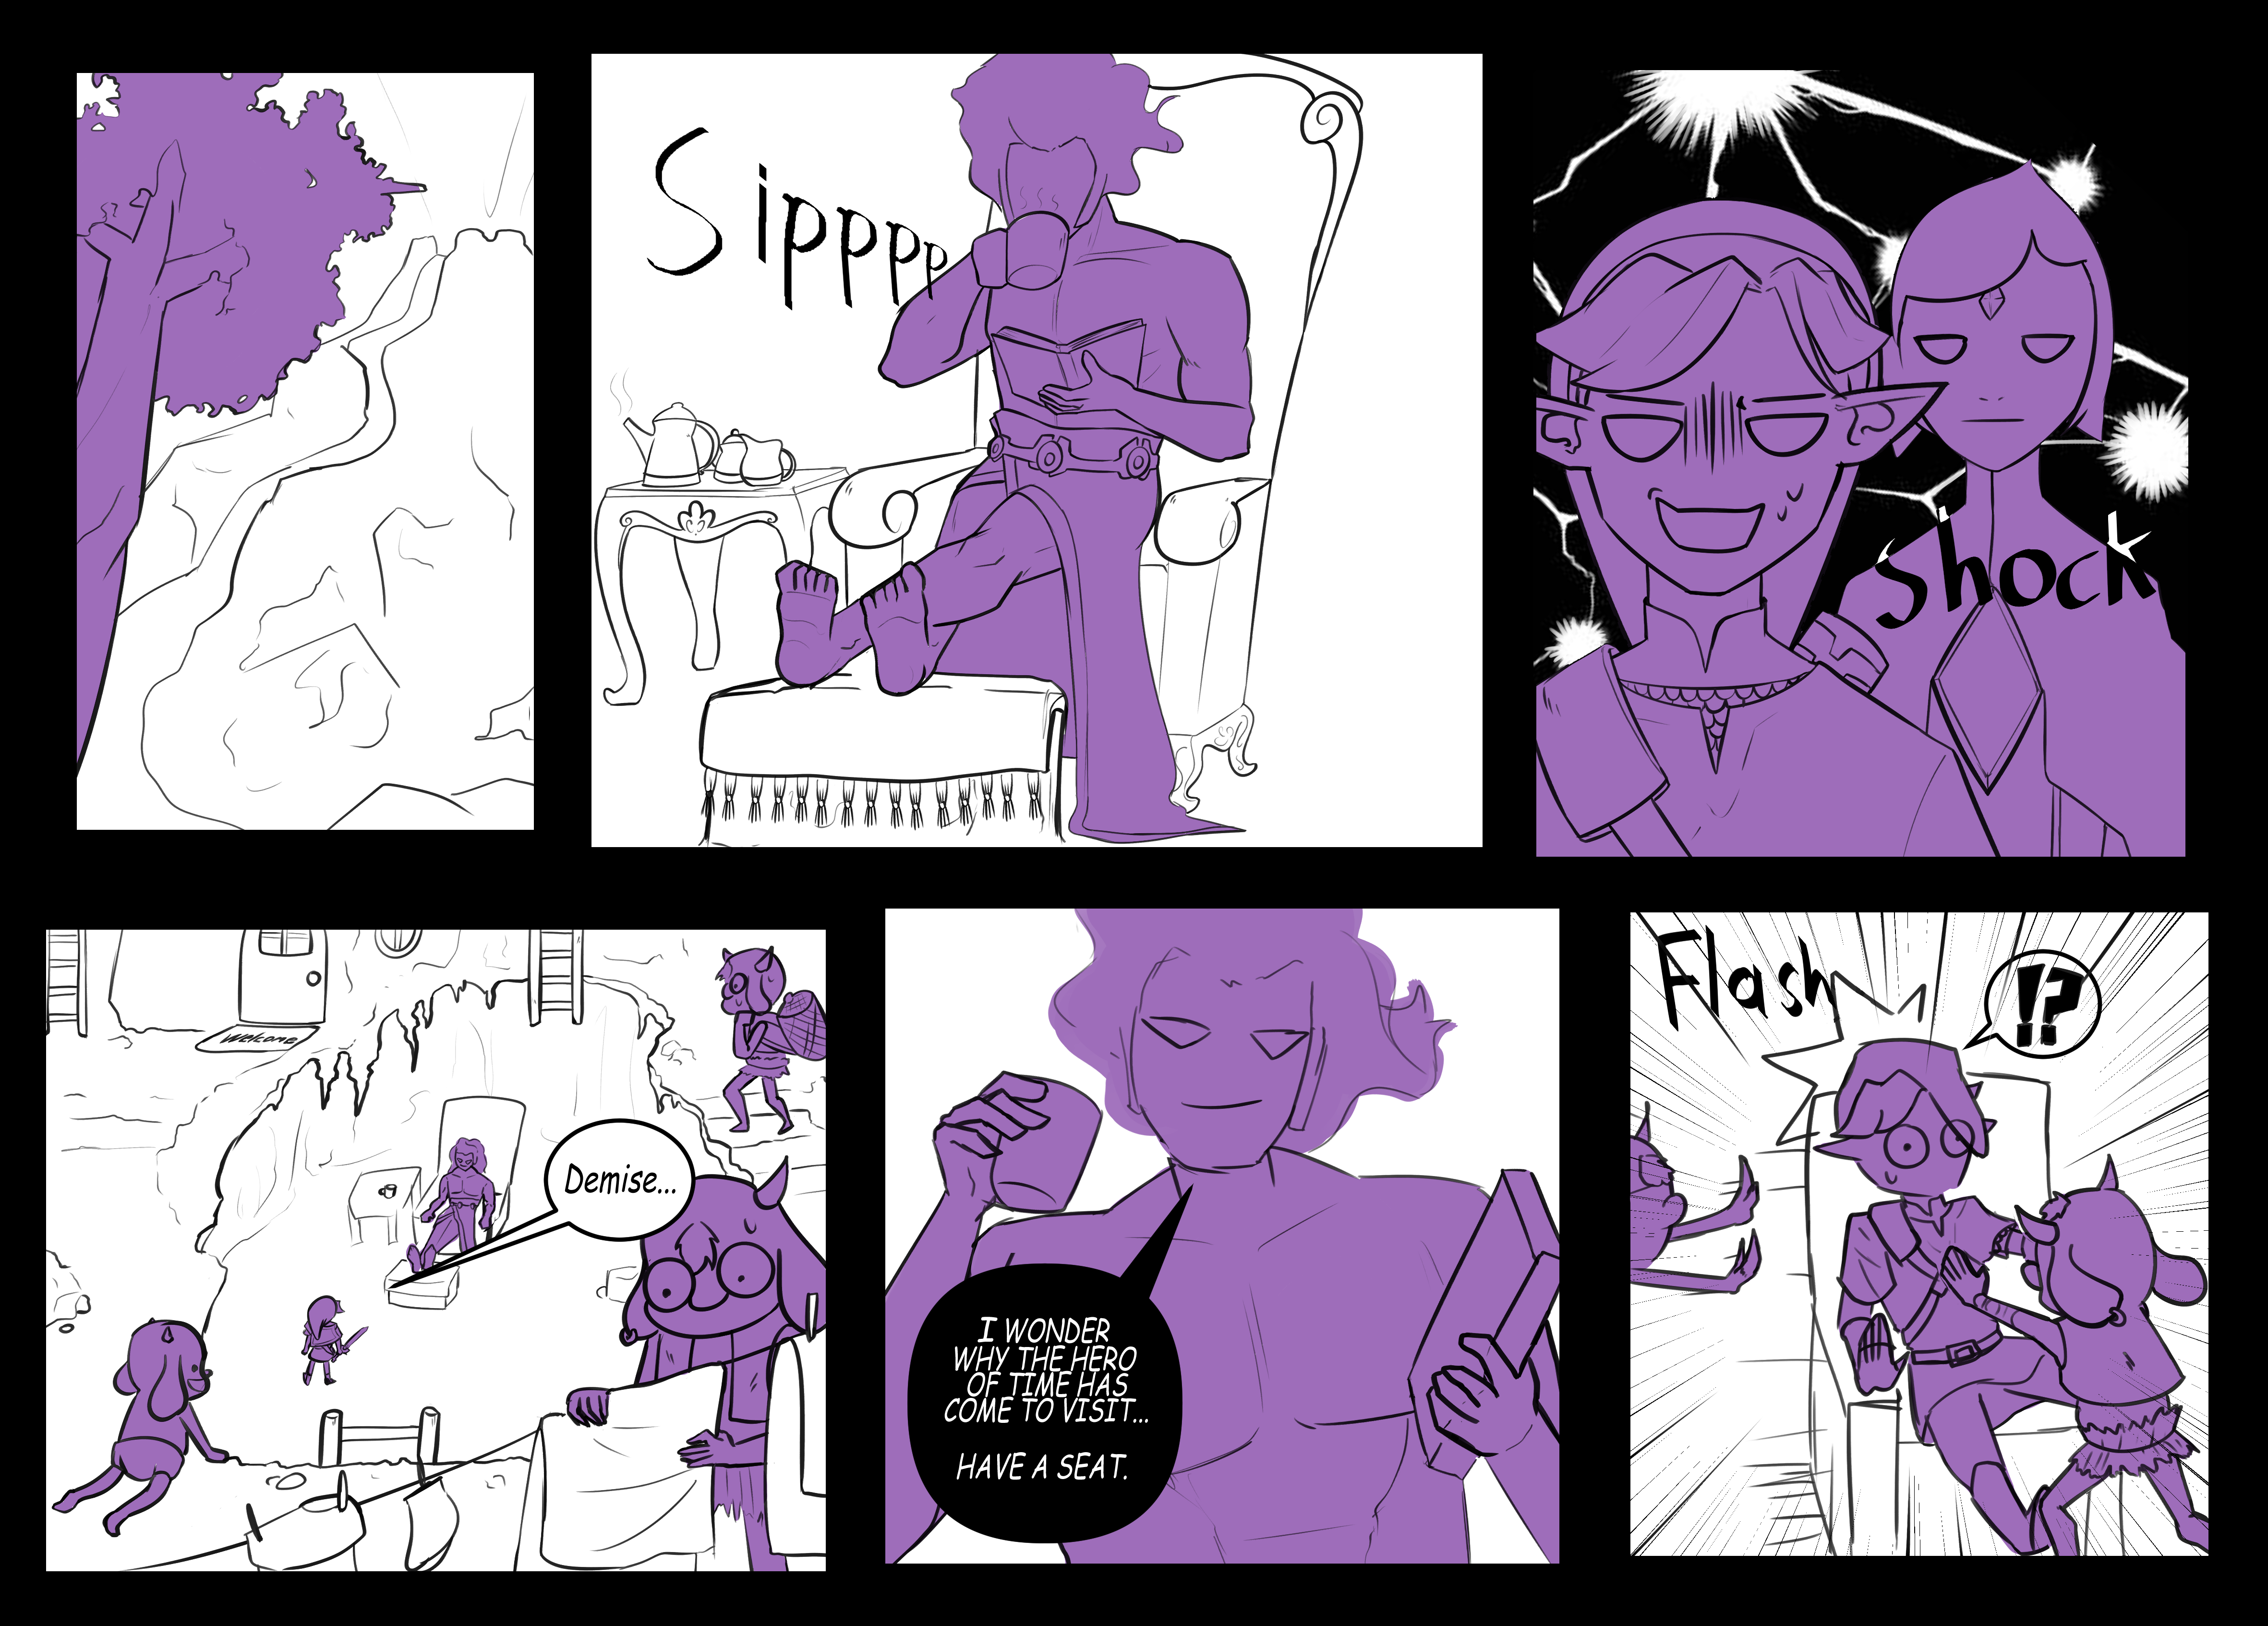 Sipppp
shock
Welcome
Demise...
I WONDER
WHY THE HERO
OF TIME HAS
COME TO VISIT...
HAVE A SEAT.
Flash
!?